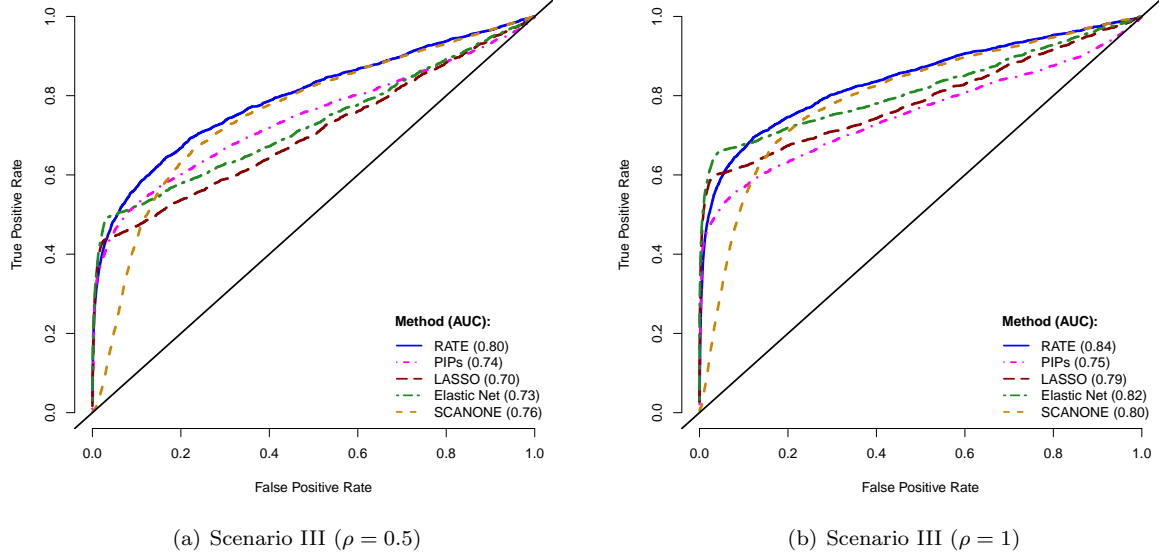 True Positive Rate
1.0
0.8
0.6
0.4
0.2
0.0
Method (AUC):
RATE (0.80)
PIPs (0.74)
LASSO (0.70)
Elastic Net (0.73)
SCANONE (0.76)
0.0 0.2 0.4 0.6 0.8 1.0
False Positive Rate
(a) Scenario III (ρ = 0.5)
True Positive Rate
1.0
0.8
0.6
0.4
0.2
0.0
Method (AUC):
RATE (0.84)
PIPs (0.75)
LASSO (0.79)
Elastic Net (0.82)
SCANONE (0.80)
0.0 0.2 0.4 0.6 0.8 1.0
False Positive Rate
(b) Scenario III (ρ = 1)